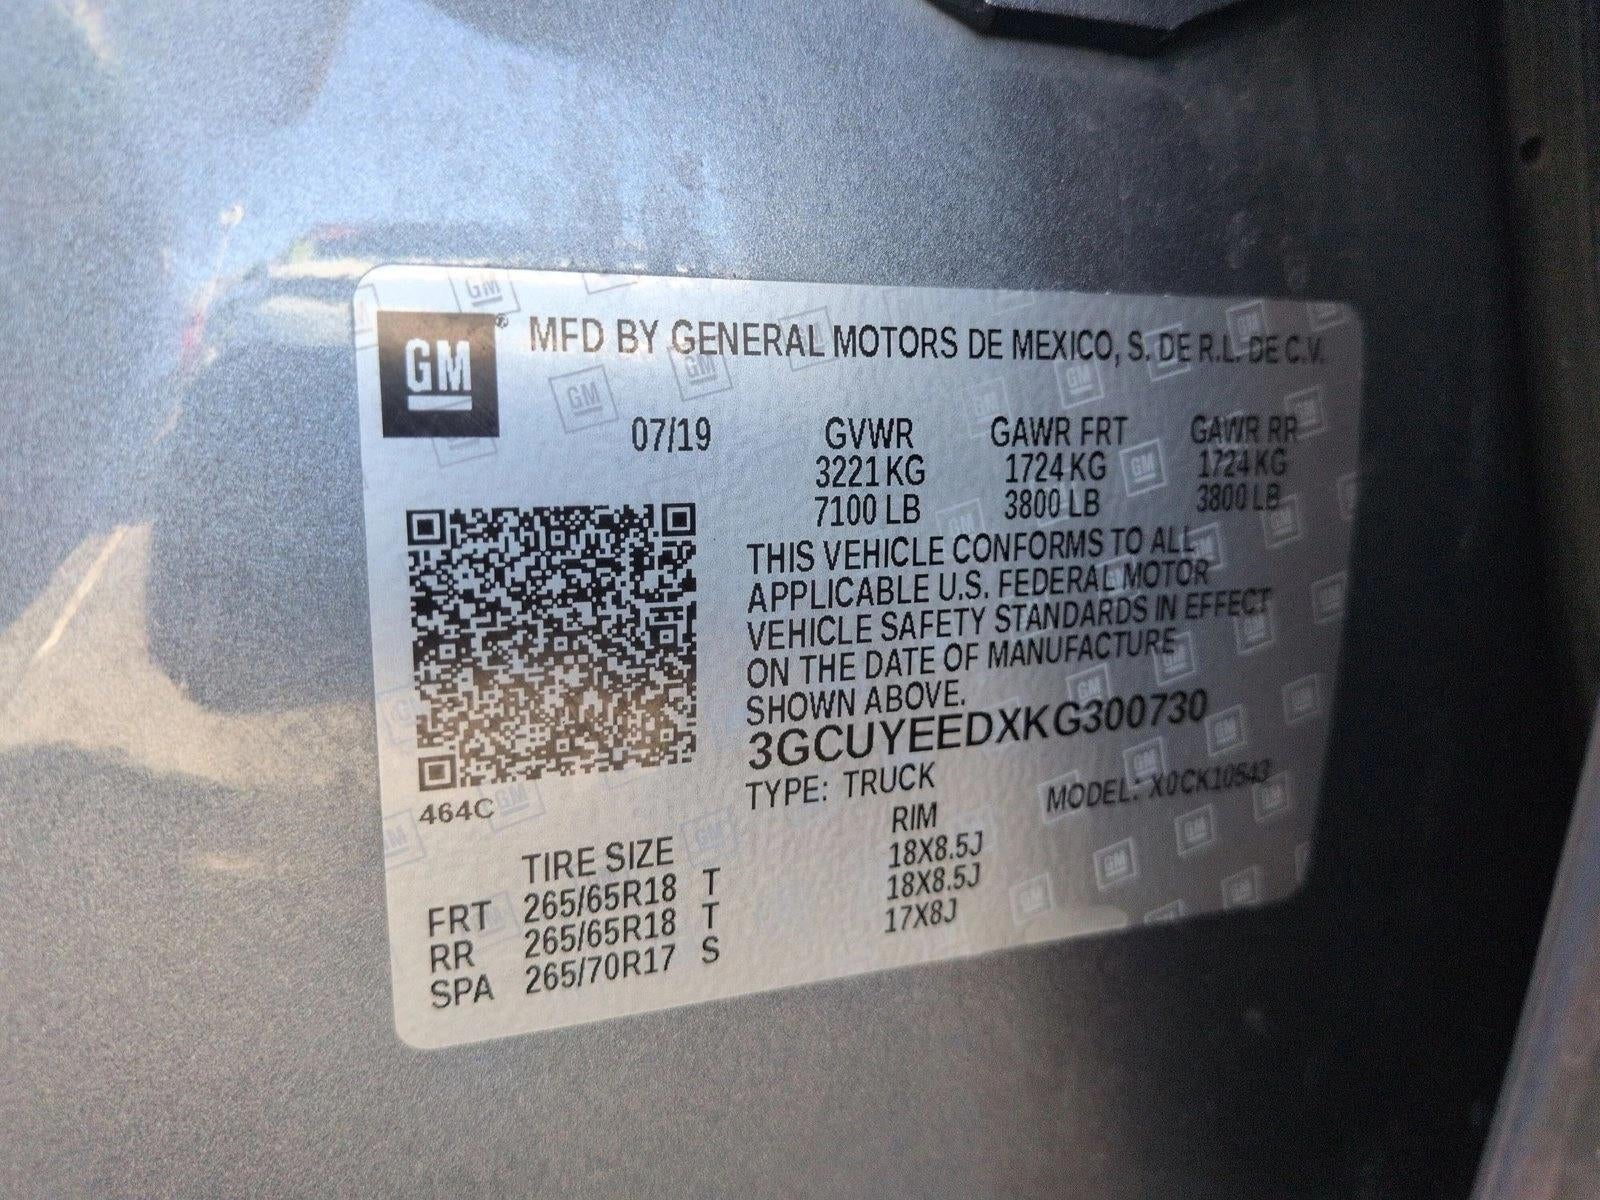 GM® MFD BY GENERAL MOTORS DE MEXICO, S. DE R.L. DE C.V.
07/19 GVWR GAWR FRT GAWR RR
3221 KG 1724 KG 1724 KG
7100 LB 3800 LB 3800 LB
THIS VEHICLE CONFORMS TO ALL
APPLICABLE U.S. FEDERAL MOTOR
VEHICLE SAFETY STANDARDS IN EFFECT
ON THE DATE OF MANUFACTURE
SHOWN ABOVE.
3GCUYEEDXKG300730
TYPE: TRUCK MODEL: X0CK10543
464C
TIRE SIZE RIM
FRT 265/65R18 T 18X8.5J
RR 265/65R18 T 18X8.5J
SPA 265/70R17 S 17X8J